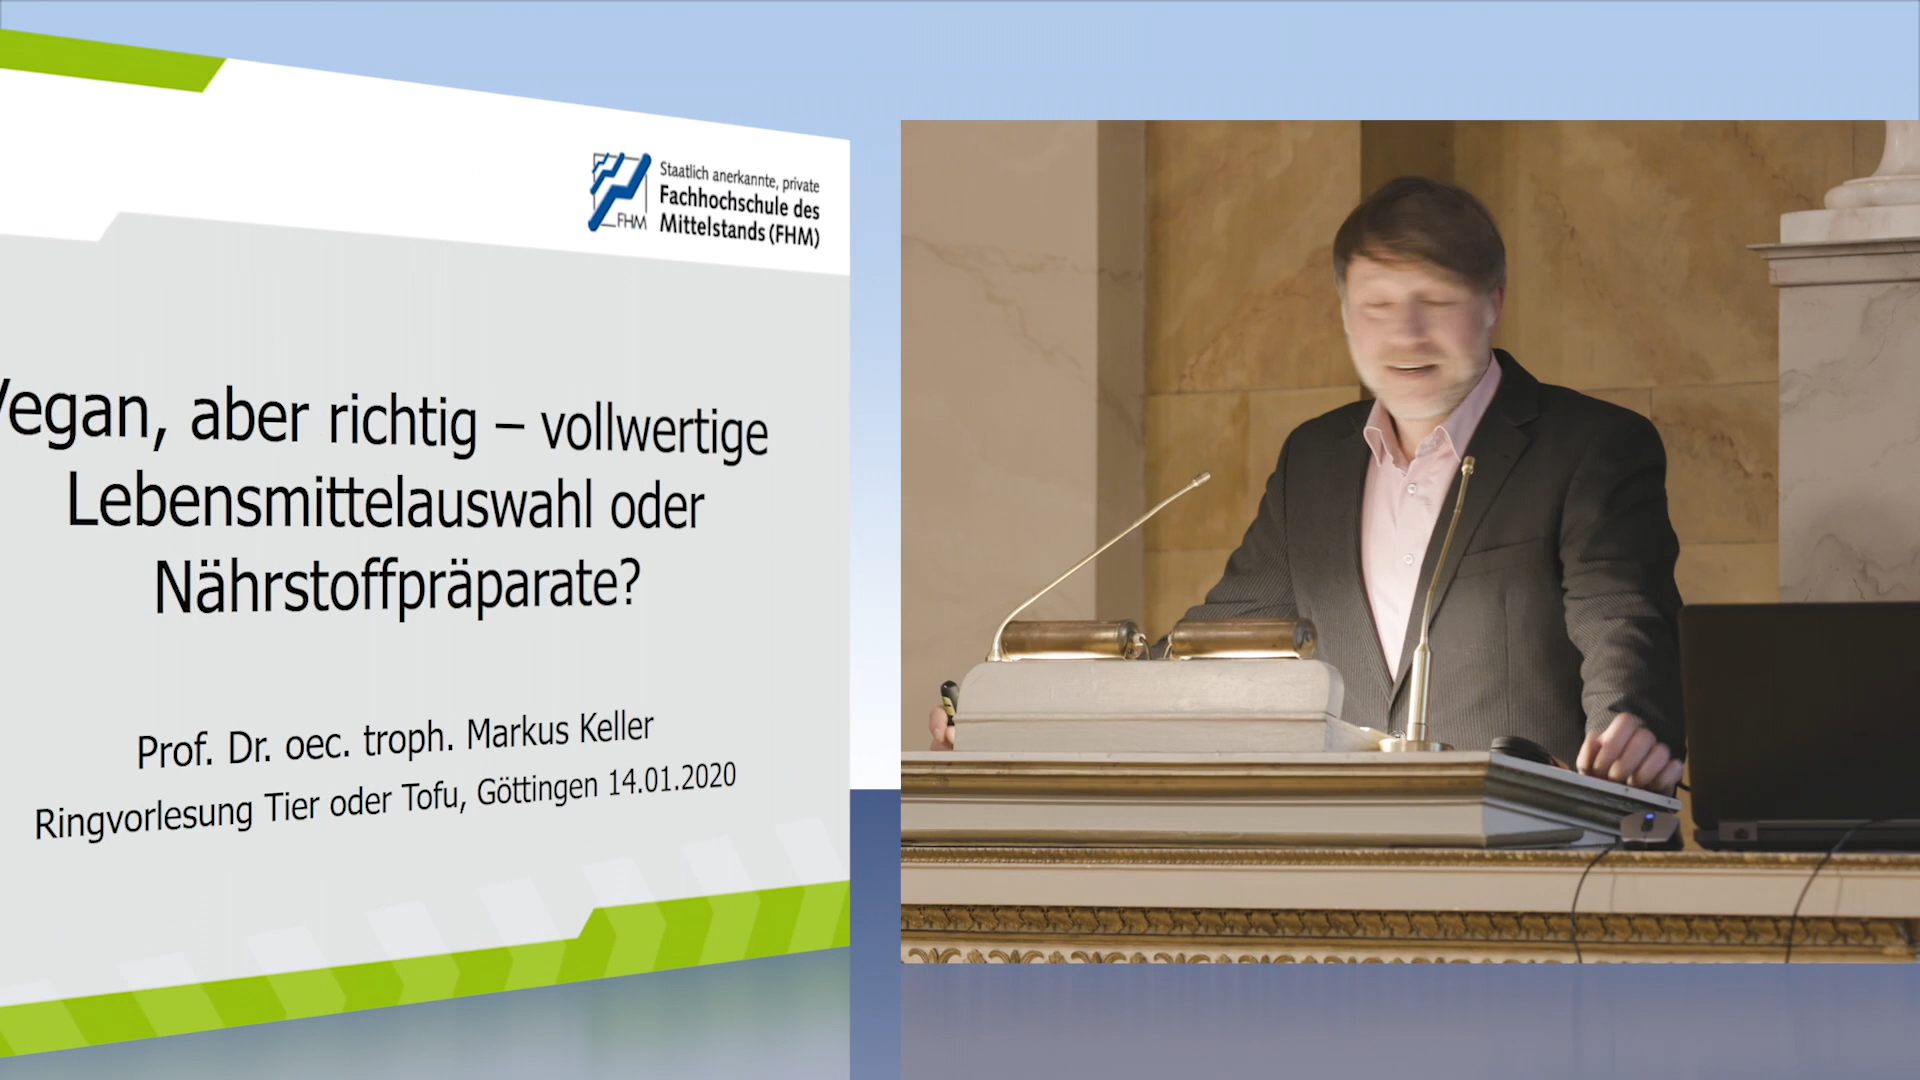 Staatlich anerkannte, private
Fachhochschule des
Mittelstands (FHM)
FHM
Vegan, aber richtig – vollwertige
Lebensmittelauswahl oder
Nährstoffpräparate?
Prof. Dr. oec. troph. Markus Keller
Ringvorlesung Tier oder Tofu, Göttingen 14.01.2020